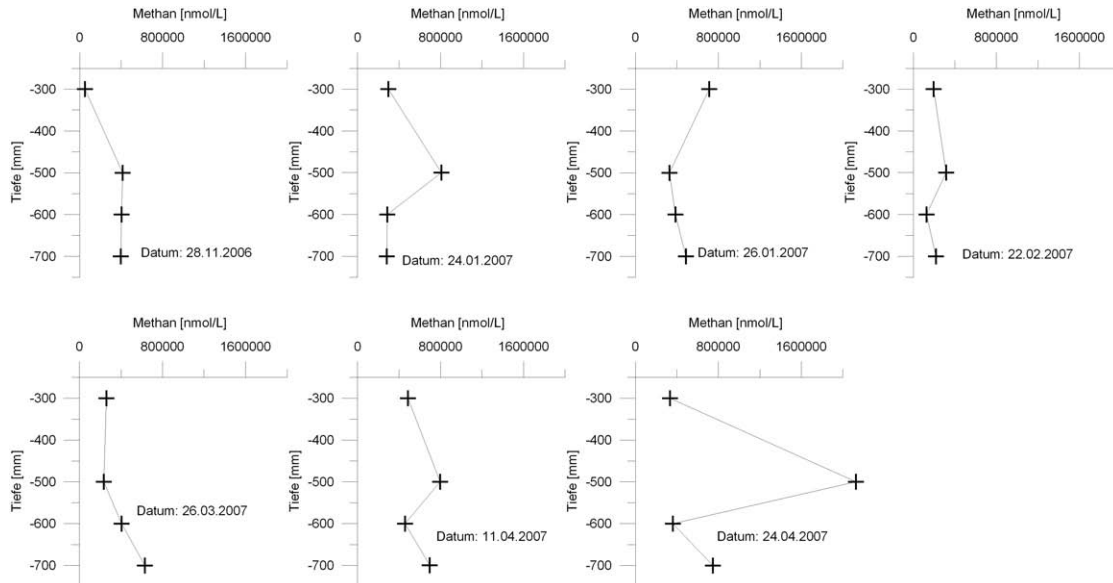 Methan [nmol/L] Methan [nmol/L] Methan [nmol/L] Methan [nmol/L]
0 800000 1600000 0 800000 1600000 0 800000 1600000 0 800000 1600000
-300 -300 -300 -300
-400 -400 -400 -400
Tiefe [mm] Tiefe [mm] Tiefe [mm] Tiefe [mm]
-500 -500 -500 -500
-600 -600 -600 -600
-700 Datum: 28.11.2006 -700 Datum: 24.01.2007 -700 Datum: 26.01.2007 -700 Datum: 22.02.2007
Methan [nmol/L] Methan [nmol/L] Methan [nmol/L]
0 800000 1600000 0 800000 1600000 0 800000 1600000
-300 -300 -300
-400 -400 -400
Tiefe [mm] Tiefe [mm] Tiefe [mm]
-500 -500 -500
Datum: 26.03.2007
-600 -600 -600
Datum: 11.04.2007 Datum: 24.04.2007
-700 -700 -700